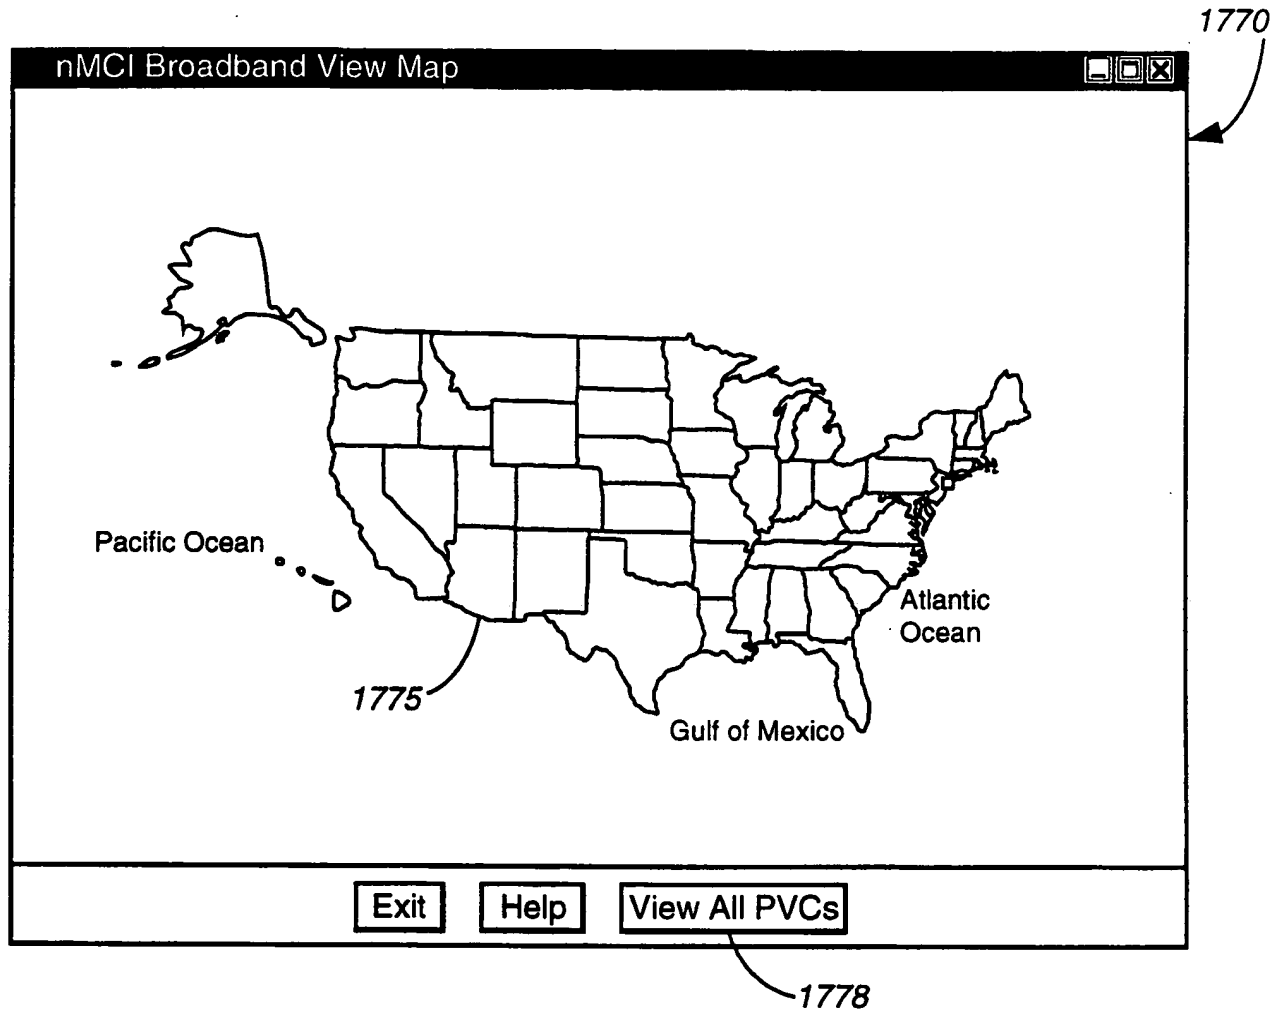 1770
nMCI Broadband View Map
Pacific Ocean
Atlantic
Ocean
1775
Gulf of Mexico
Exit
Help
View All PVCs
1778